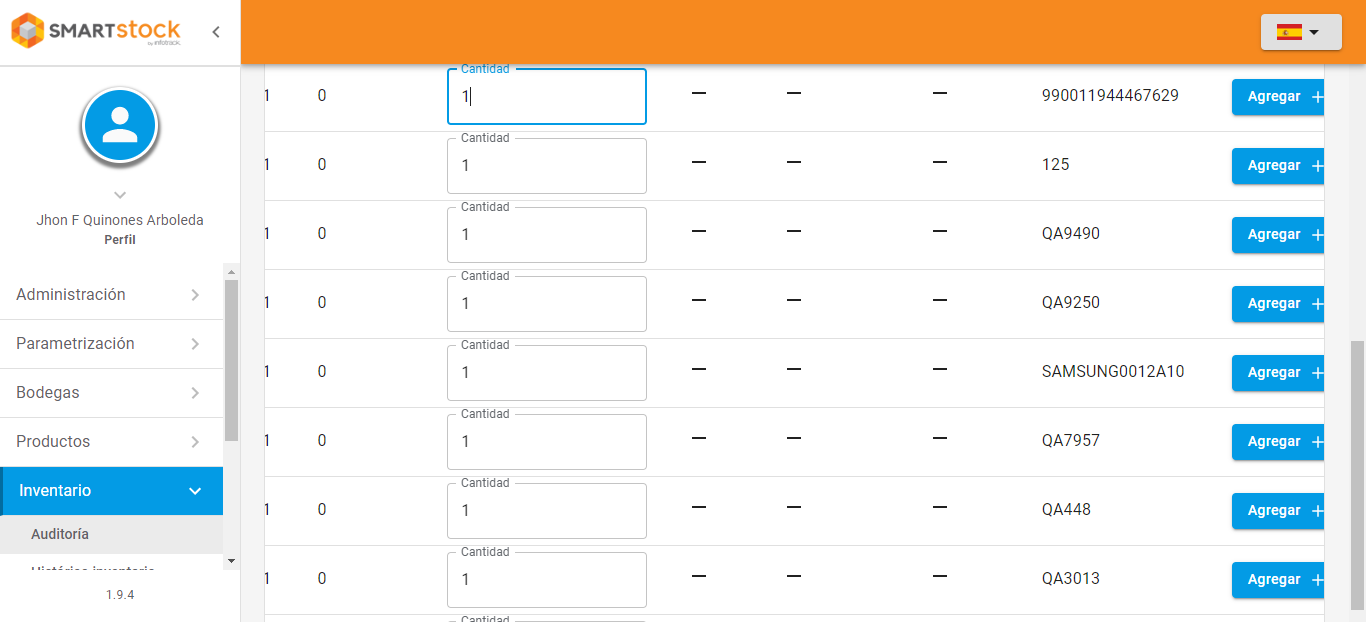 SMARTstock
by infotrack.
Jhon F Quinones Arboleda
Perfil
Administración
Parametrización
Bodegas
Productos
Inventario
Auditoría
Histórico inventario
1.9.4
Cantidad
1 0 1 — — — 990011944467629 Agregar +
Cantidad
1 0 1 — — — 125 Agregar +
Cantidad
1 0 1 — — — QA9490 Agregar +
Cantidad
1 0 1 — — — QA9250 Agregar +
Cantidad
1 0 1 — — — SAMSUNG0012A10 Agregar +
Cantidad
1 0 1 — — — QA7957 Agregar +
Cantidad
1 0 1 — — — QA448 Agregar +
Cantidad
1 0 1 — — — QA3013 Agregar +
Cantidad